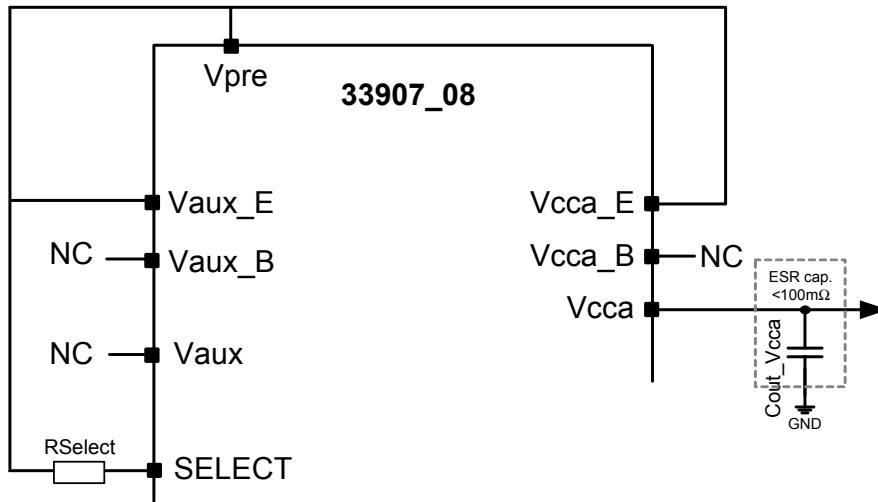 Vpre
33907_08
Vaux_E
Vcca_E
NC
Vaux_B
Vcca_B
NC
ESR cap.
<100mΩ
Vcca
NC
Vaux
Cout_Vcca
GND
RSelect
SELECT